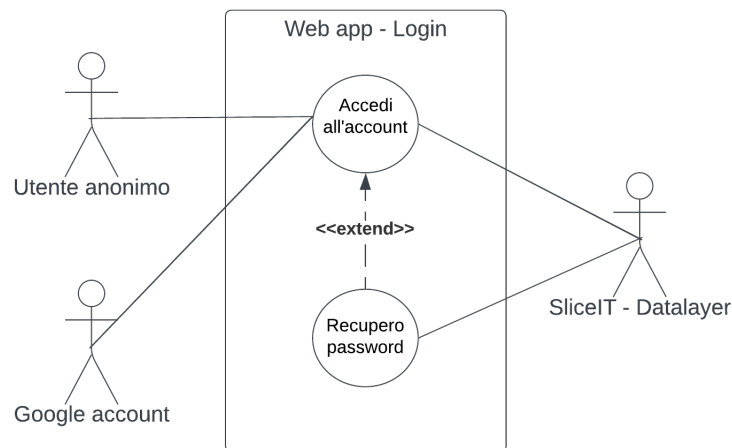 Web app - Login
Accedi
all'account
Utente anonimo
<<extend>>
SliceIT - Datalayer
Recupero
password
Google account